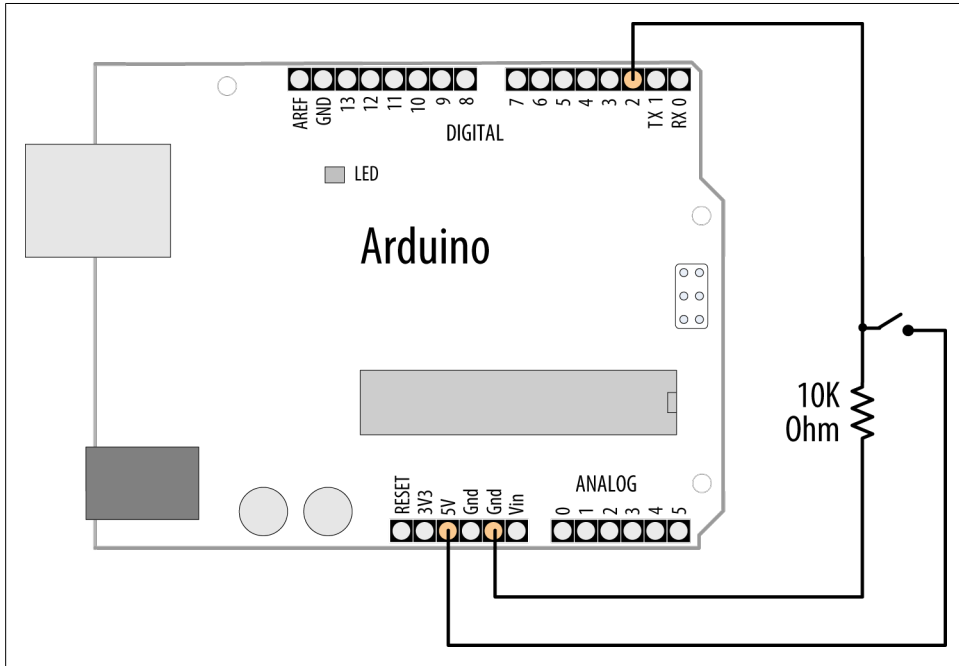 AREF
GND
13
12
11
10
9
8
7
6
5
4
3
2
TX 1
RX 0
DIGITAL
LED
Arduino
10K
Ohm
ANALOG
RESET
3V3
5V
Gnd
Gnd
Vin
0
1
2
3
4
5